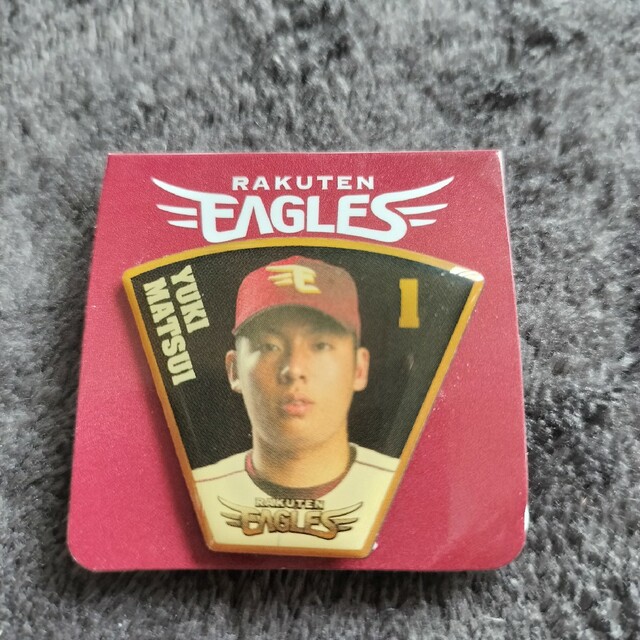 RAKUTEN
EAGLES
YUKI
MATSUI
1
E
RAKUTEN
EAGLES